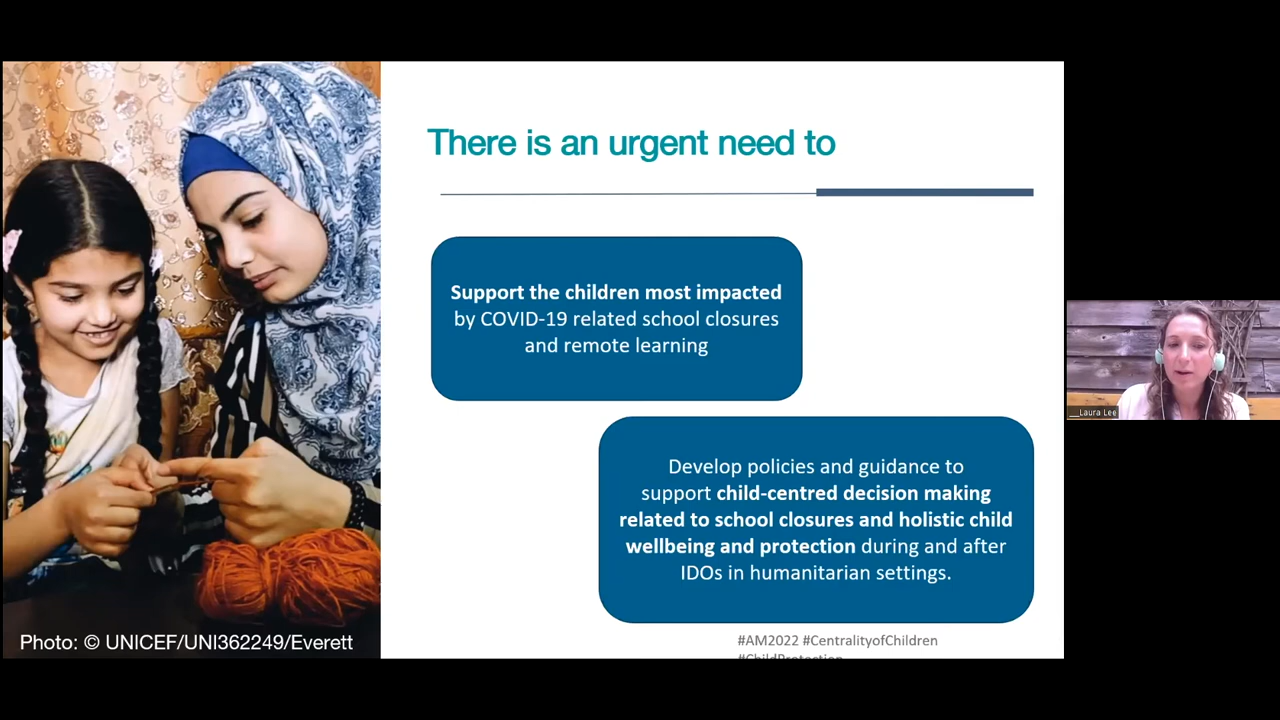 There is an urgent need to
Support the children most impacted
by COVID-19 related school closures
and remote learning
Develop policies and guidance to
support child-centred decision making
related to school closures and holistic child
wellbeing and protection during and after
IDOs in humanitarian settings.
Photo: © UNICEF/UNI362249/Everett
#AM2022 #CentralityofChildren
#ChildProtection
__Laura Lee